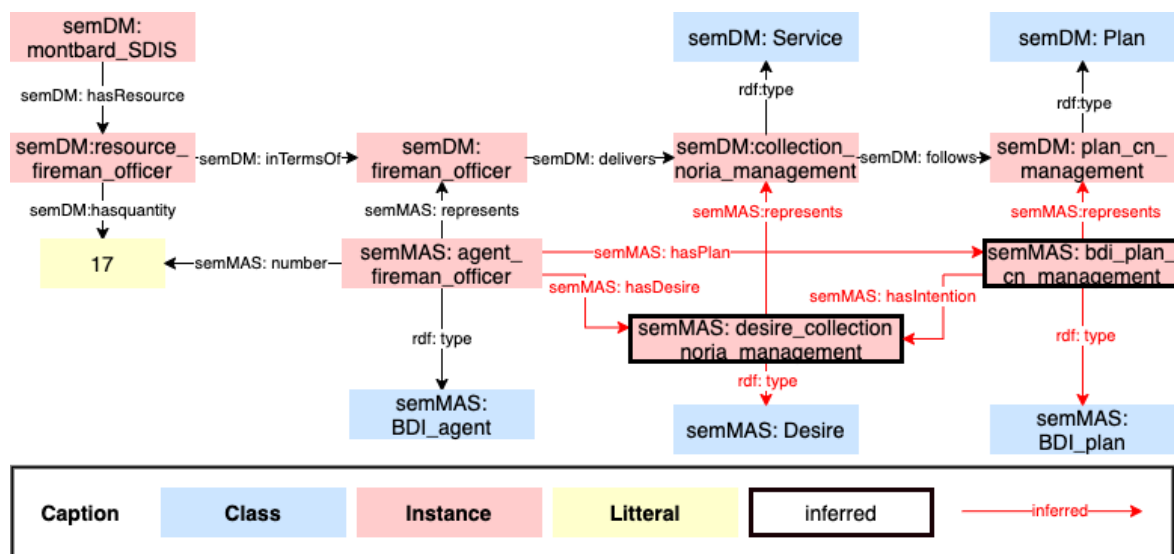 semDM:
montbard_SDIS
semDM: Service
semDM: Plan
semDM: hasResource
rdf:type
rdf:type
semDM:resource_
fireman_officer
semDM: inTermsOf
semDM:
fireman_officer
semDM: delivers
semDM:collection_
noria_management
semDM: follows
semDM: plan_cn_
management
semDM:hasquantity
semMAS: represents
semMAS:represents
semMAS:represents
17
semMAS: number
semMAS: agent_
fireman_officer
semMAS: hasPlan
semMAS: bdi_plan_
cn_management
semMAS: hasDesire
semMAS: hasIntention
semMAS: desire_collection
noria_management
rdf: type
rdf: type
rdf: type
semMAS:
BDI_agent
semMAS: Desire
semMAS:
BDI_plan
Caption
Class
Instance
Litteral
inferred
inferred